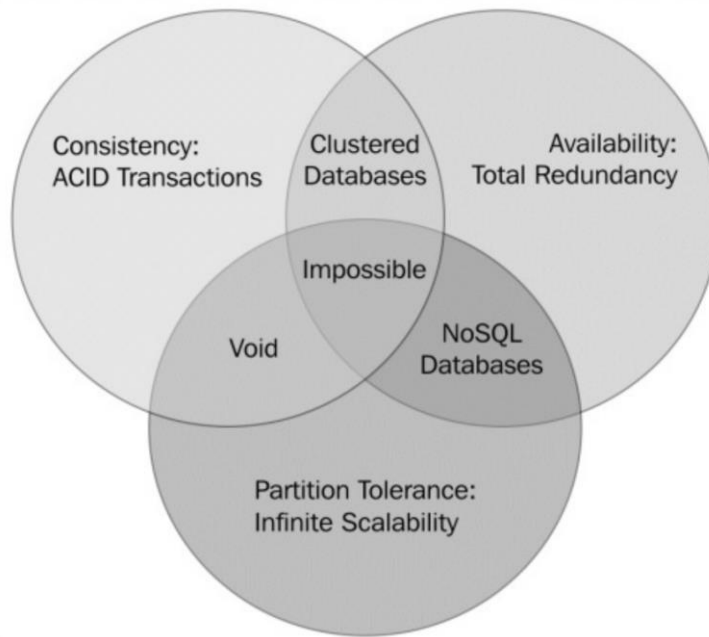 Consistency:
ACID Transactions
Clustered
Databases
Availability:
Total Redundancy
Impossible
Void
NoSQL
Databases
Partition Tolerance:
Infinite Scalability